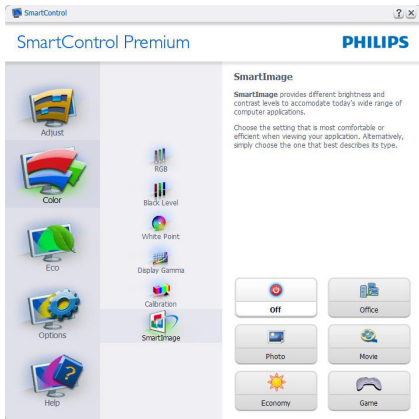 SmartControl
SmartControl Premium
PHILIPS
Adjust
Color
Eco
Options
Help
RGB
Black Level
White Point
Display Gamma
Calibration
SmartImage
SmartImage
SmartImage provides different brightness and
contrast levels to accomodate today's wide range of
computer applications.
Choose the setting that is most comfortable or
efficient when viewing your application. Alternatively,
simply choose the one that best describes its type.
Off
Office
Photo
Movie
Economy
Game